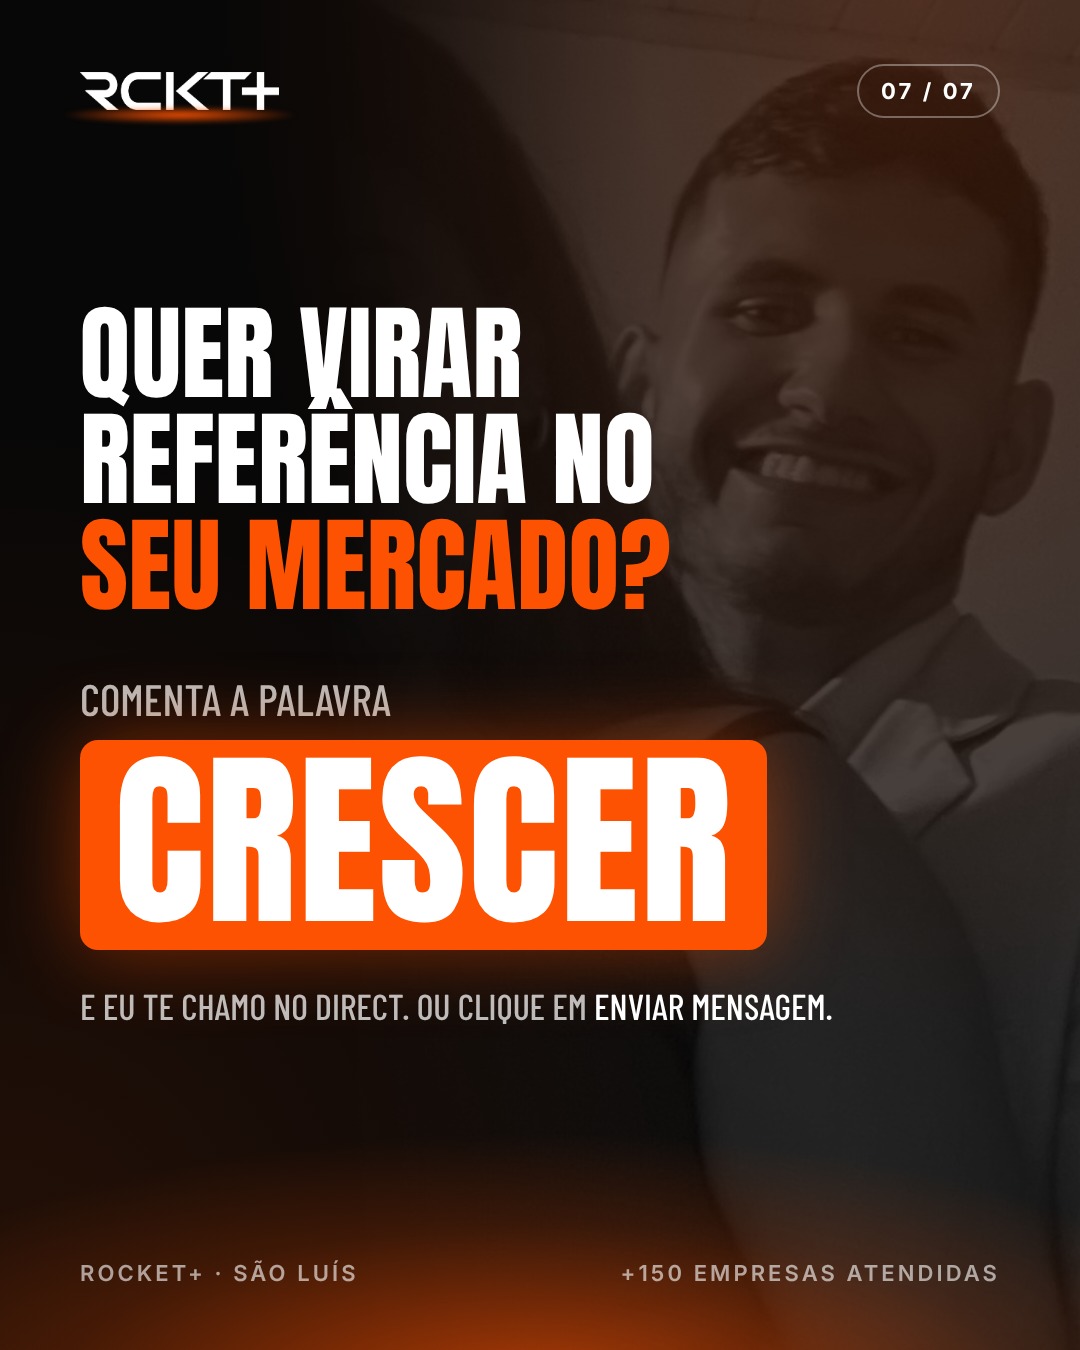 RCKT+
07 / 07
QUER VIRAR
REFERÊNCIA NO
SEU MERCADO?
COMENTA A PALAVRA
CRESCER
E EU TE CHAMO NO DIRECT. OU CLIQUE EM ENVIAR MENSAGEM.
ROCKET+ · SÃO LUÍS
+150 EMPRESAS ATENDIDAS